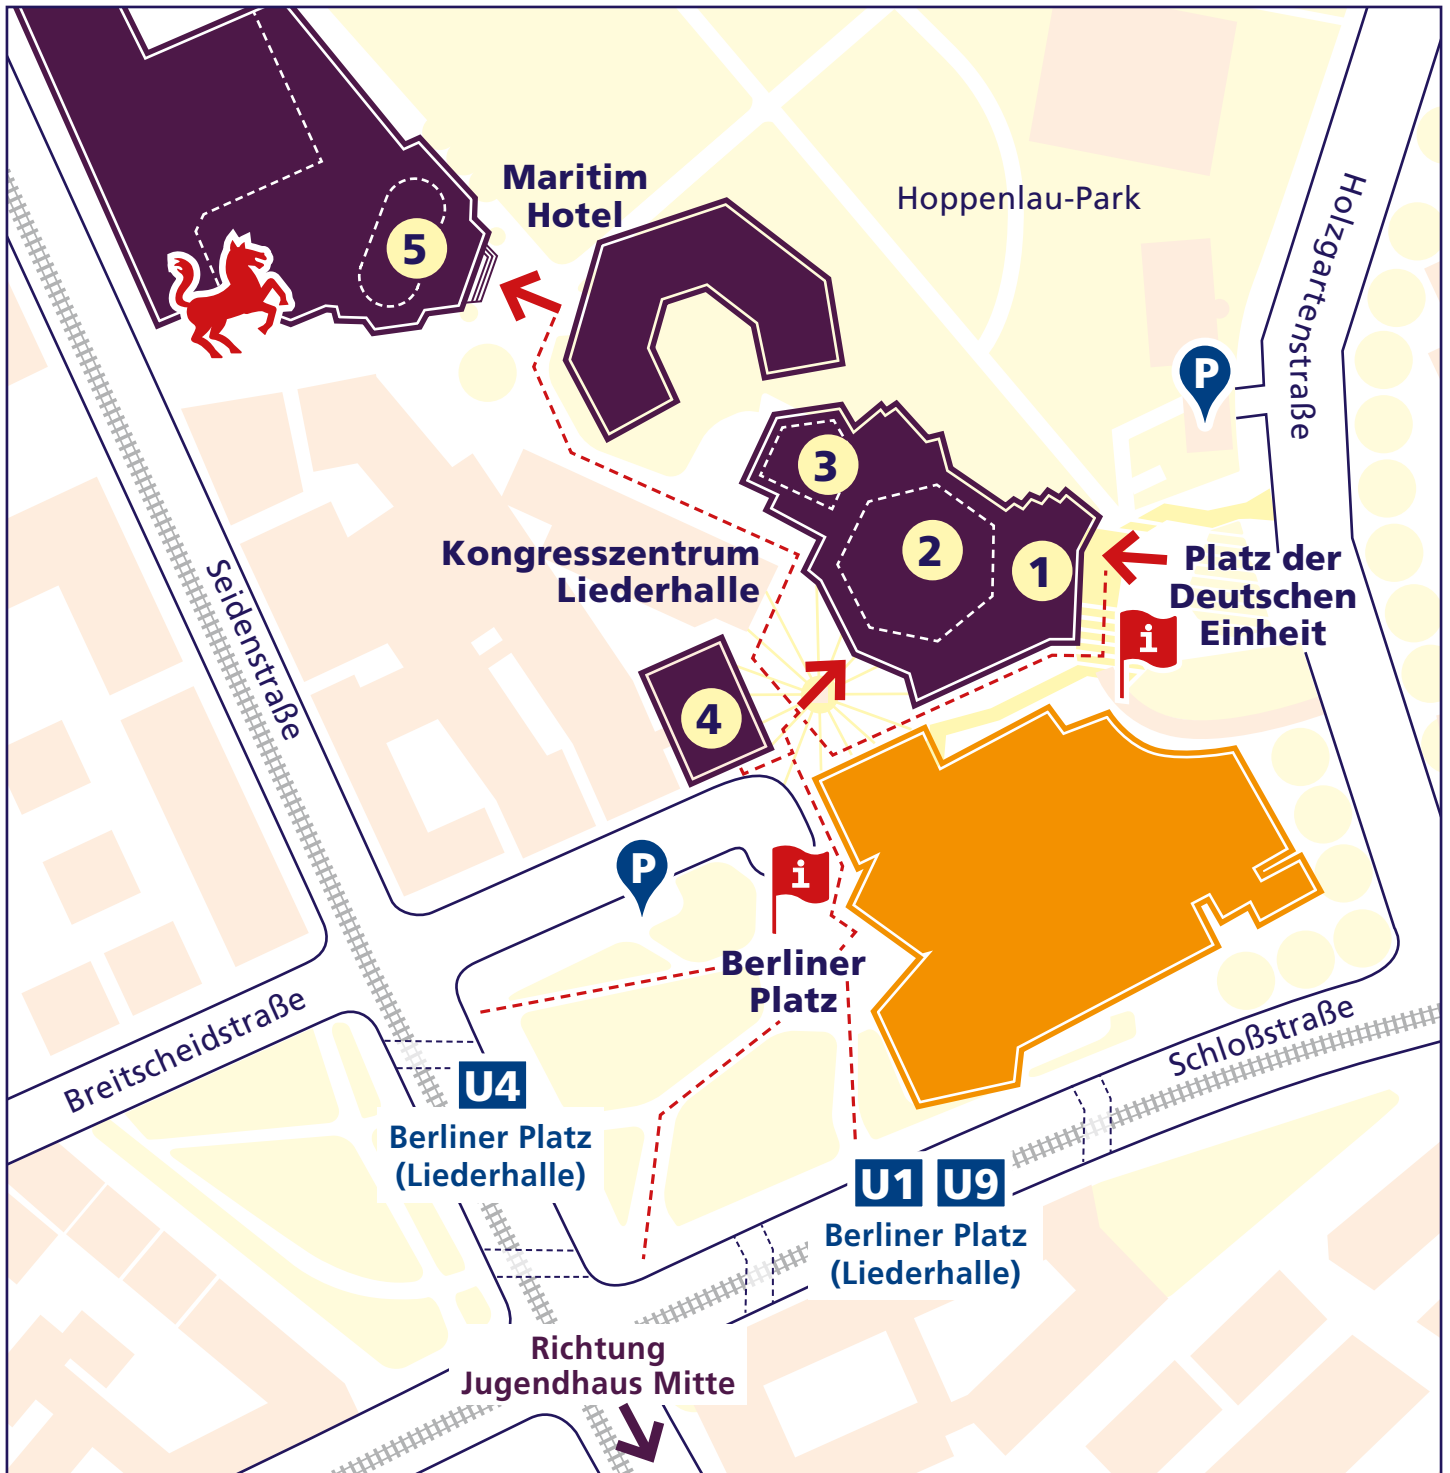 Maritim
Hotel
Hoppenlau-Park
Holzgartenstraße
5
P
3
2
1
Kongresszentrum
Liederhalle
Platz der
Deutschen
Einheit
i
Seidenstraße
4
P
i
Berliner
Platz
Breitscheidstraße
Schloßstraße
U4
Berliner Platz
(Liederhalle)
U1 U9
Berliner Platz
(Liederhalle)
Richtung
Jugendhaus Mitte